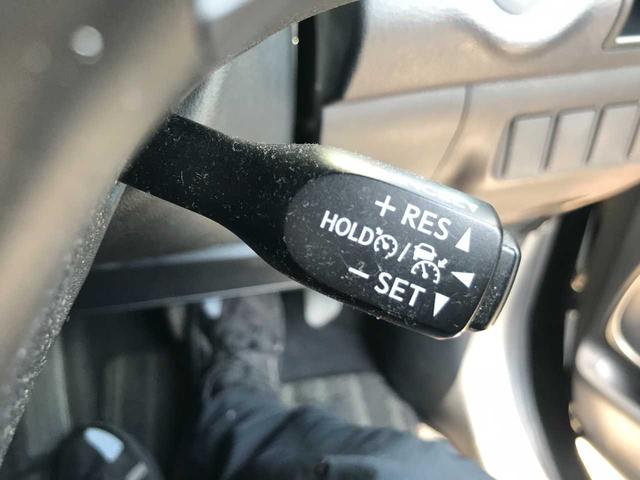 + RES ▲
HOLD / ◀
− SET ▼